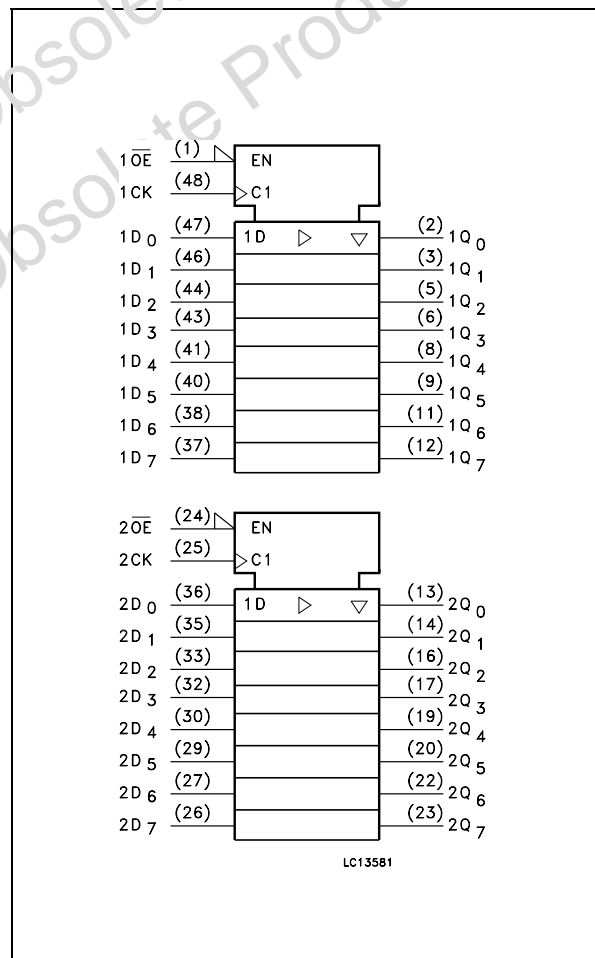 Obsolete Product
Obsolete
1OE (1) EN
1CK (48) C1
1D0 (47) 1D (2) 1Q0
1D1 (46) (3) 1Q1
1D2 (44) (5) 1Q2
1D3 (43) (6) 1Q3
1D4 (41) (8) 1Q4
1D5 (40) (9) 1Q5
1D6 (38) (11) 1Q6
1D7 (37) (12) 1Q7
2OE (24) EN
2CK (25) C1
2D0 (36) 1D (13) 2Q0
2D1 (35) (14) 2Q1
2D2 (33) (16) 2Q2
2D3 (32) (17) 2Q3
2D4 (30) (19) 2Q4
2D5 (29) (20) 2Q5
2D6 (27) (22) 2Q6
2D7 (26) (23) 2Q7
LC13581